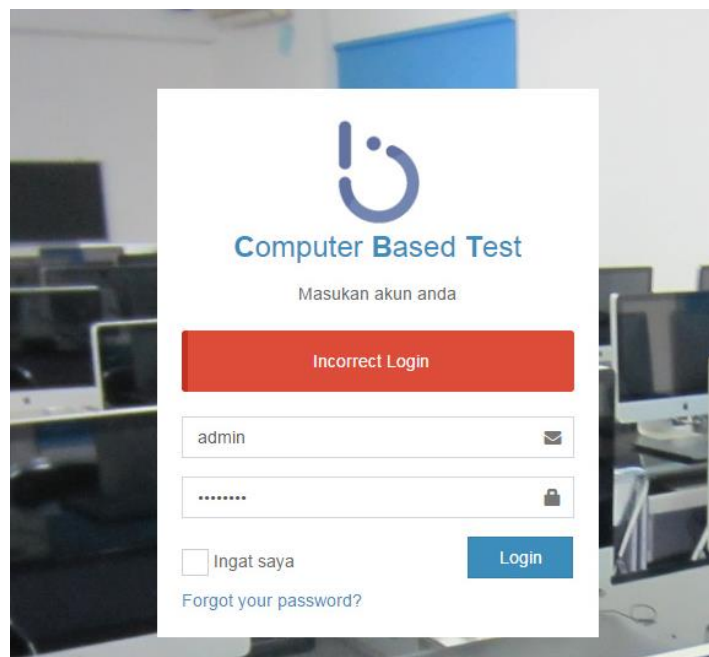 Computer Based Test
Masukan akun anda
Incorrect Login
admin
••••••••
Ingat saya
Login
Forgot your password?